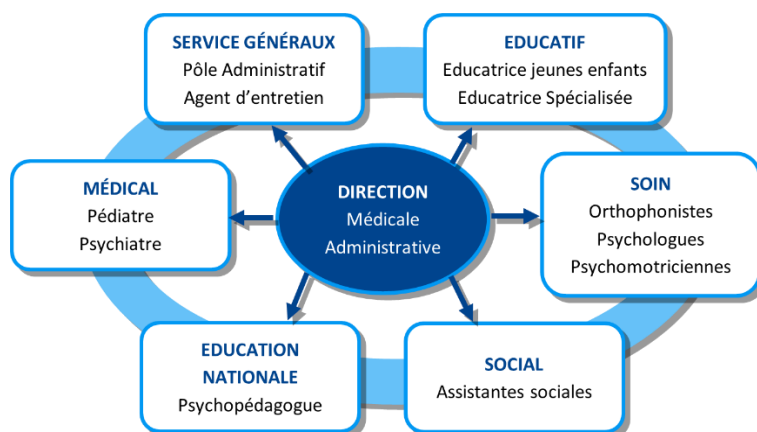 SERVICE GÉNÉRAUX
Pôle Administratif
Agent d’entretien
EDUCATIF
Educatrice jeunes enfants
Educatrice Spécialisée
MÉDICAL
Pédiatre
Psychiatre
DIRECTION
Médicale
Administrative
SOIN
Orthophonistes
Psychologues
Psychomotriciennes
EDUCATION
NATIONALE
Psychopédagogue
SOCIAL
Assistantes sociales